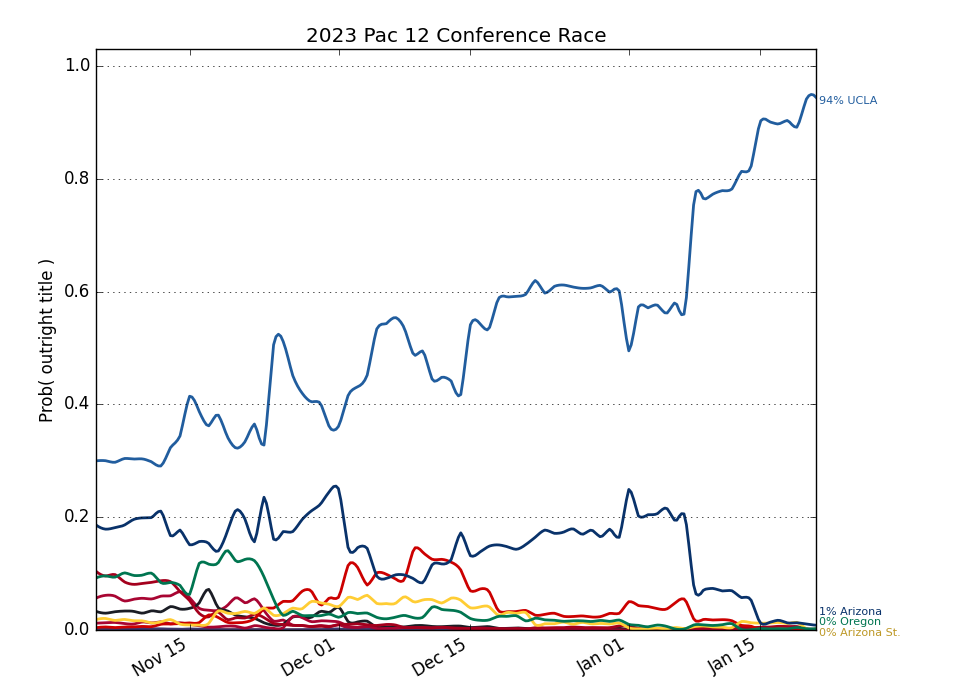 2023 Pac 12 Conference Race
Prob( outright title )
1.0
0.8
0.6
0.4
0.2
0.0
94% UCLA
1% Arizona
0% Oregon
0% Arizona St.
Nov 15
Dec 01
Dec 15
Jan 01
Jan 15